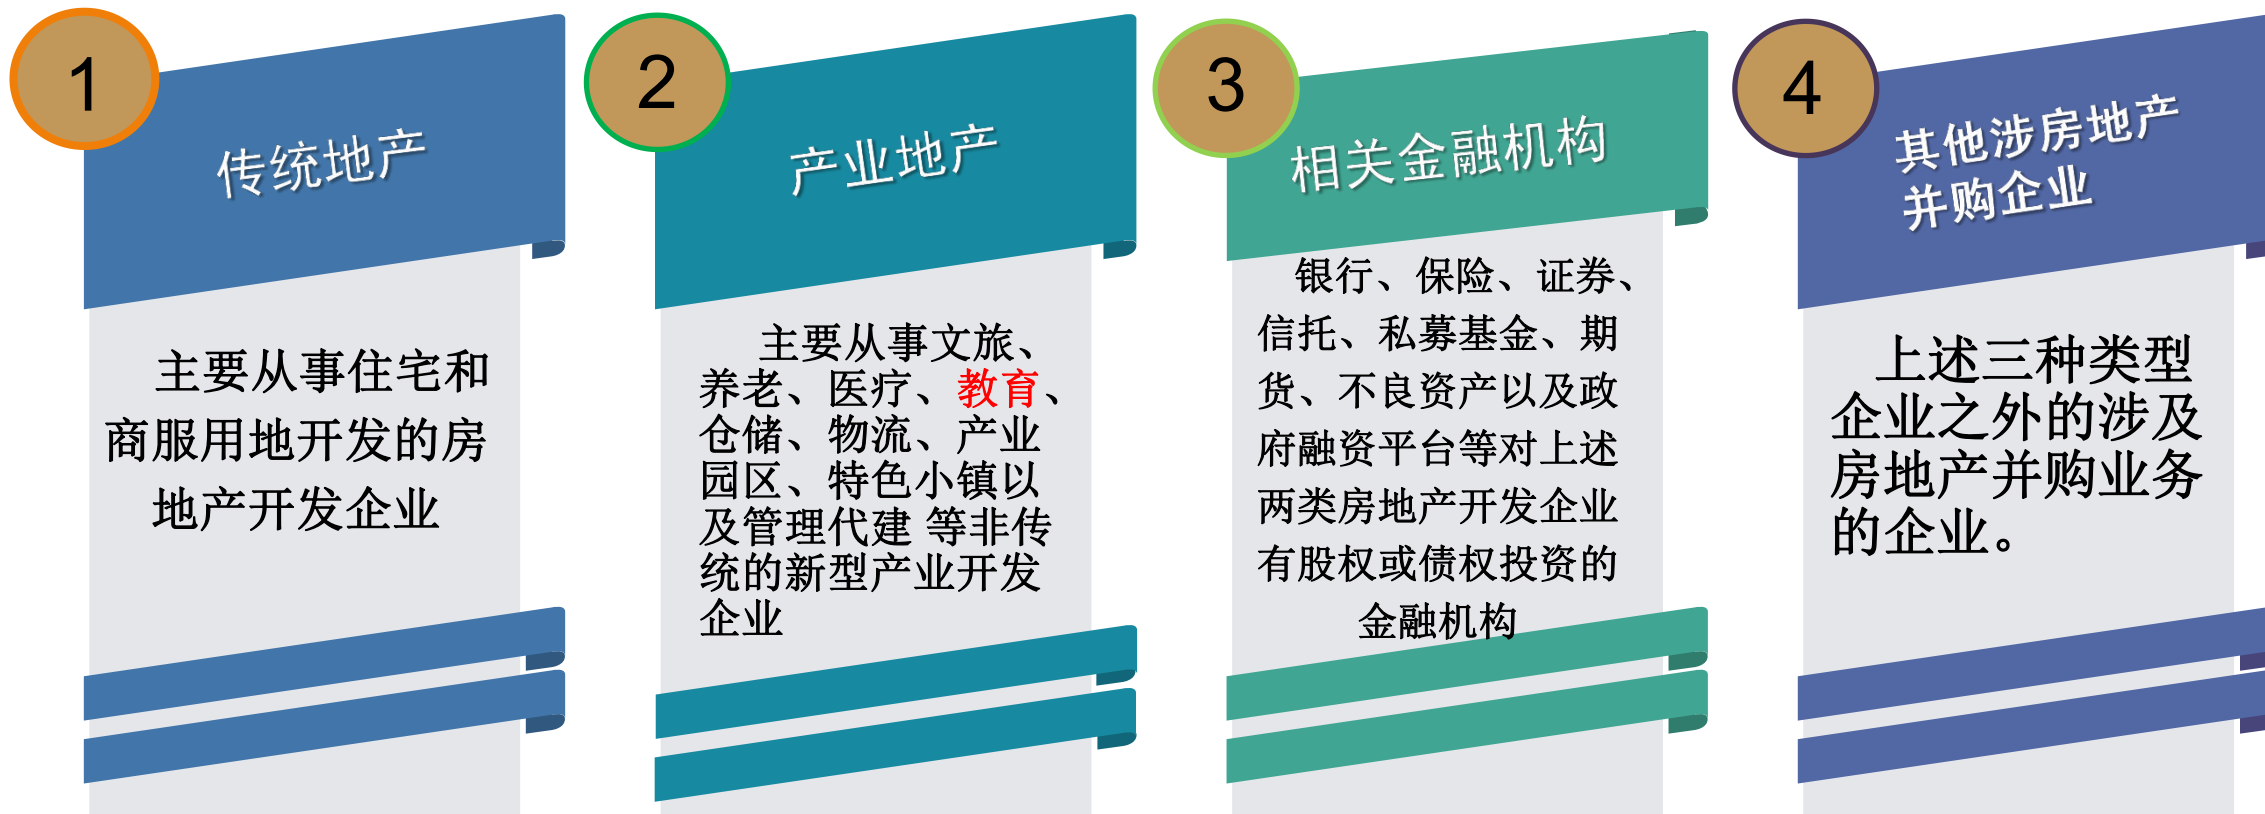 1
传统地产
主要从事住宅和
商服用地开发的房
地产开发企业
2
产业地产
主要从事文旅、
养老、医疗、教育、
仓储、物流、产业
园区、特色小镇以
及管理代建 等非传
统的新型产业开发
企业
3
相关金融机构
银行、保险、证券、
信托、私募基金、期
货、不良资产以及政
府融资平台等对上述
两类房地产开发企业
有股权或债权投资的
金融机构
4
其他涉房地产
并购企业
上述三种类型
企业之外的涉及
房地产并购业务
的企业。